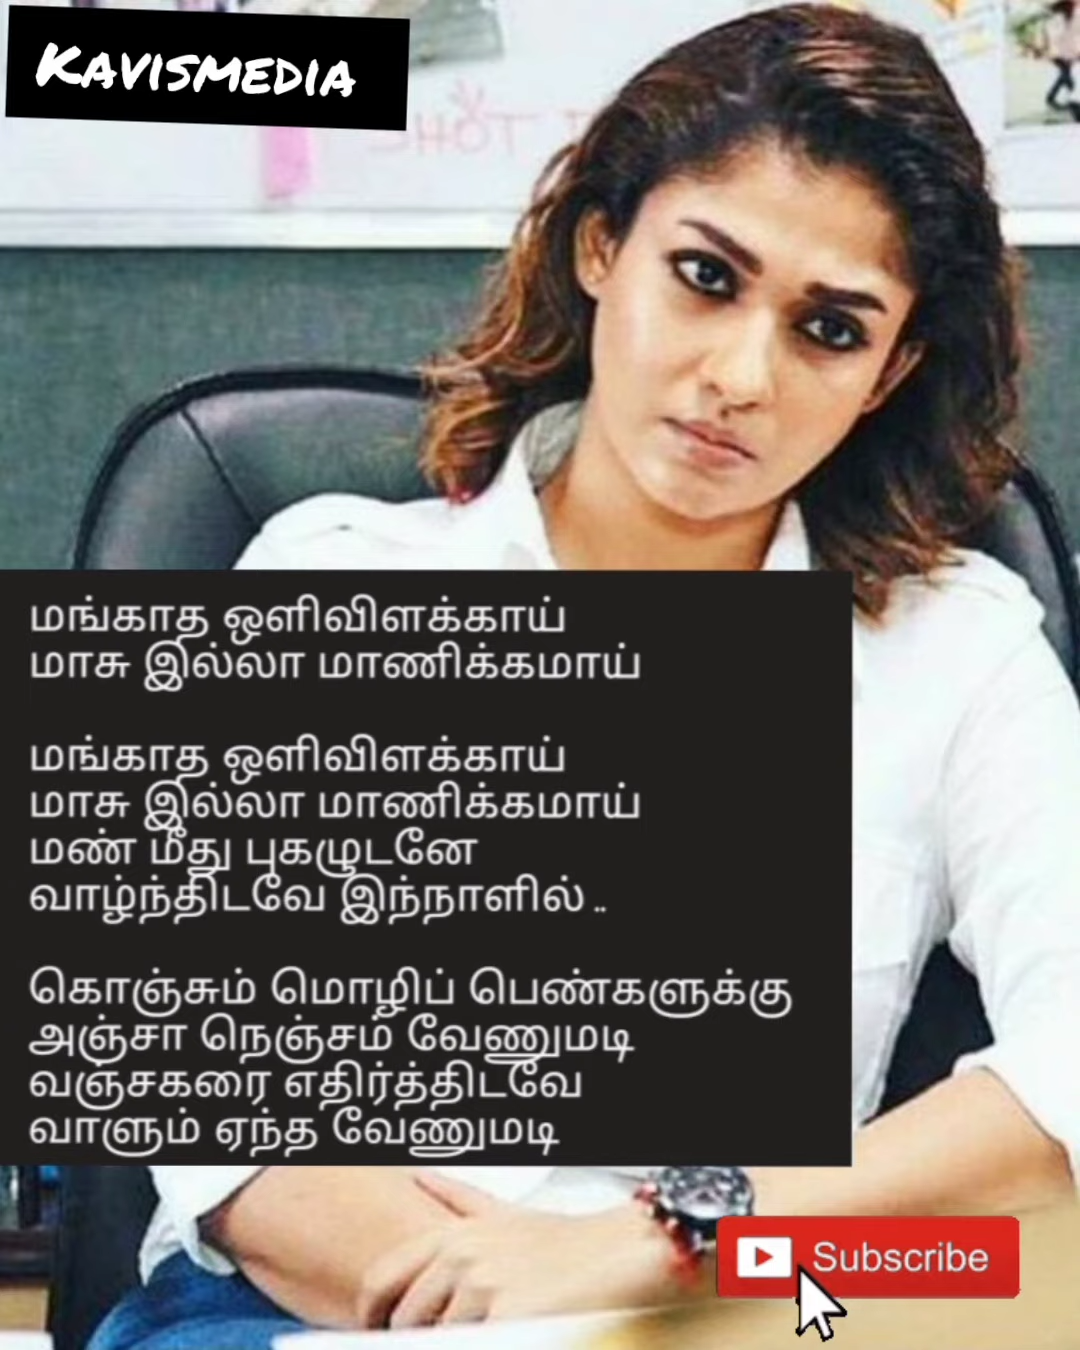 KAVISMEDIA
SHOT
மங்காத ஒளிவிளக்காய்
மாசு இல்லா மாணிக்கமாய்
மங்காத ஒளிவிளக்காய்
மாசு இல்லா மாணிக்கமாய்
மண் மீது புகழுடனே
வாழ்ந்திடவே இந்நாளில் ..
கொஞ்சும் மொழிப் பெண்களுக்கு
அஞ்சா நெஞ்சம் வேணுமடி
வஞ்சகரை எதிர்த்திடவே
வாளும் ஏந்த வேணுமடி
Subscribe